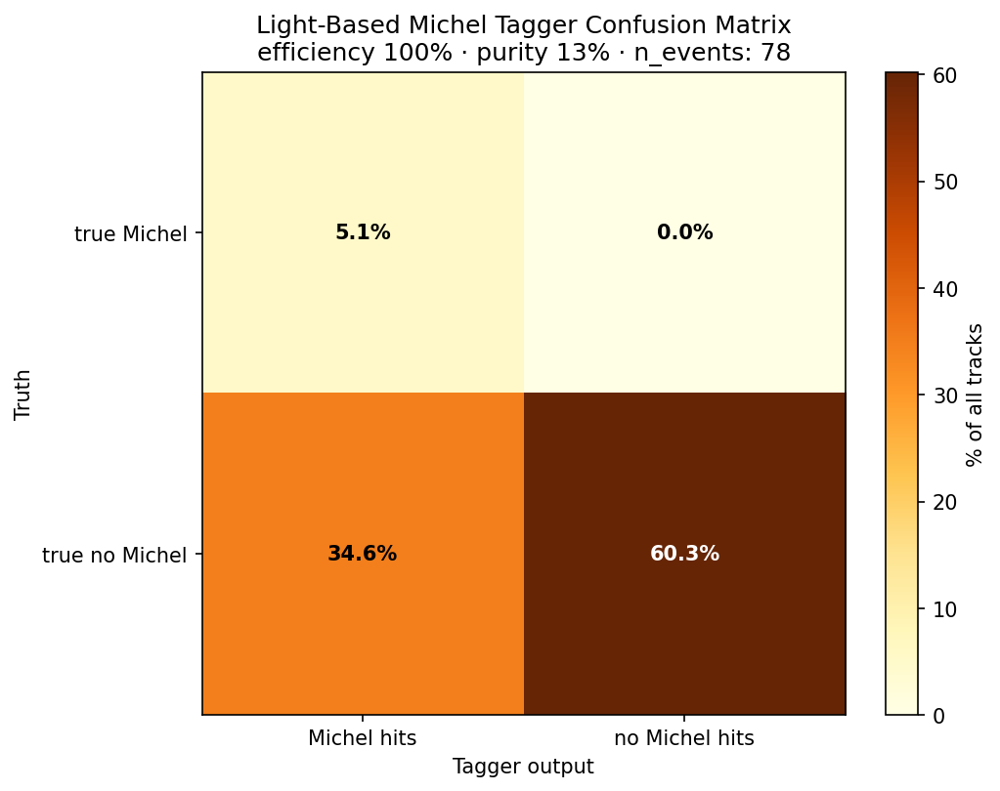 Light-Based Michel Tagger Confusion Matrix
efficiency 100% · purity 13% · n_events: 78
true Michel
5.1%
0.0%
true no Michel
34.6%
60.3%
Michel hits
no Michel hits
Tagger output
Truth
60
50
40
30
20
10
0
% of all tracks